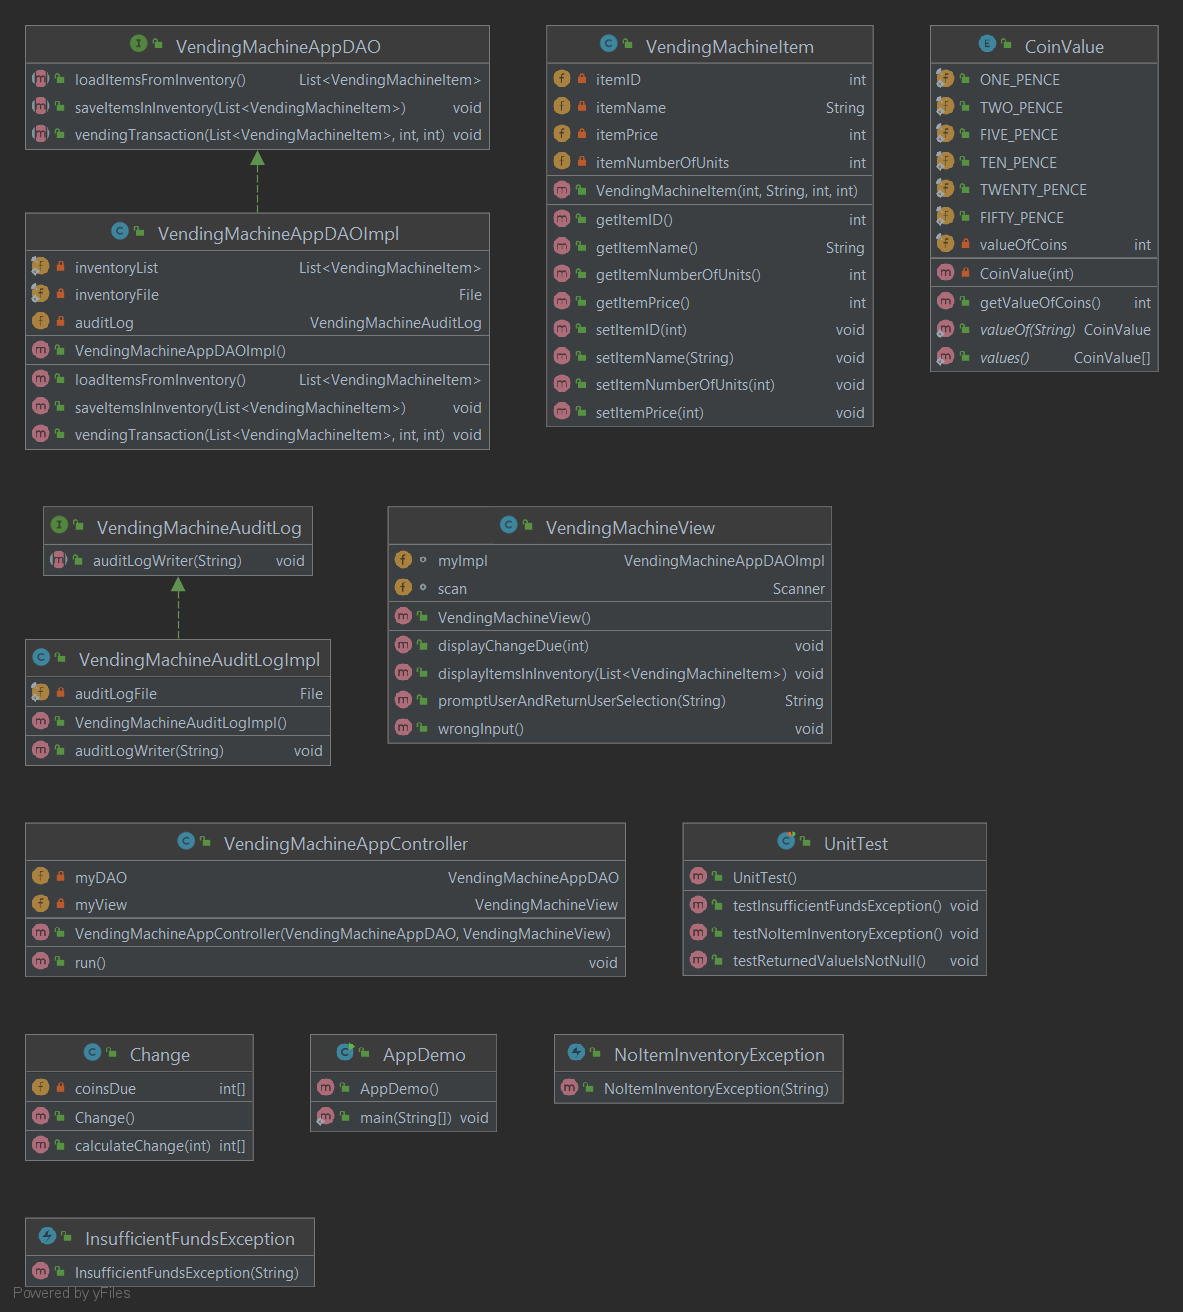 VendingMachineAppDAO
loadItemsFromInventory() List<VendingMachineItem>
saveItemsInInventory(List<VendingMachineItem>) void
vendingTransaction(List<VendingMachineItem>, int, int) void
VendingMachineAppDAOImpl
inventoryList List<VendingMachineItem>
inventoryFile File
auditLog VendingMachineAuditLog
VendingMachineAppDAOImpl()
loadItemsFromInventory() List<VendingMachineItem>
saveItemsInInventory(List<VendingMachineItem>) void
vendingTransaction(List<VendingMachineItem>, int, int) void
VendingMachineItem
itemID int
itemName String
itemPrice int
itemNumberOfUnits int
VendingMachineItem(int, String, int, int)
getItemID() int
getItemName() String
getItemNumberOfUnits() int
getItemPrice() int
setItemID(int) void
setItemName(String) void
setItemNumberOfUnits(int) void
setItemPrice(int) void
CoinValue
ONE_PENCE
TWO_PENCE
FIVE_PENCE
TEN_PENCE
TWENTY_PENCE
FIFTY_PENCE
valueOfCoins int
CoinValue(int)
getValueOfCoins() int
valueOf(String) CoinValue
values() CoinValue[]
VendingMachineAuditLog
auditLogWriter(String) void
VendingMachineAuditLogImpl
auditLogFile File
VendingMachineAuditLogImpl()
auditLogWriter(String) void
VendingMachineView
myImpl VendingMachineAppDAOImpl
scan Scanner
VendingMachineView()
displayChangeDue(int) void
displayItemsInInventory(List<VendingMachineItem>) void
promptUserAndReturnUserSelection(String) String
wrongInput() void
VendingMachineAppController
myDAO VendingMachineAppDAO
myView VendingMachineView
VendingMachineAppController(VendingMachineAppDAO, VendingMachineView)
run() void
UnitTest
UnitTest()
testInsufficientFundsException() void
testNoItemInventoryException() void
testReturnedValueIsNotNull() void
Change
coinsDue int[]
Change()
calculateChange(int) int[]
AppDemo
AppDemo()
main(String[]) void
NoItemInventoryException
NoItemInventoryException(String)
InsufficientFundsException
InsufficientFundsException(String)
Powered by yFiles